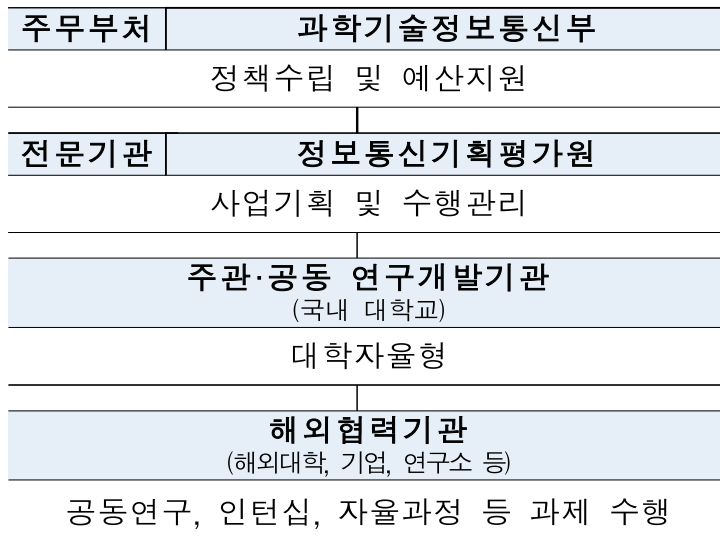 주무부처 과학기술정보통신부
정책수립 및 예산지원
전문기관 정보통신기획평가원
사업기획 및 수행관리
주관·공동 연구개발기관
(국내 대학교)
대학자율형
해외협력기관
(해외대학, 기업, 연구소 등)
공동연구, 인턴십, 자율과정 등 과제 수행